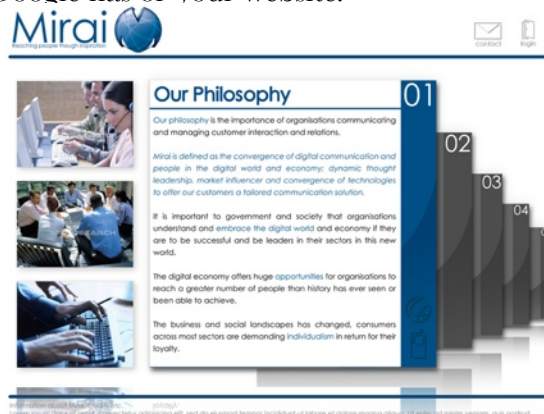 Google has of your website.
Mirai
Reaching people though inspiration
contact
login
Our Philosophy
01
02
03
04
Our philosophy is the importance of organisations communicating
and managing customer interaction and relations.
Mirai is defined as the convergence of digital communication and
people in the digital world and economy; dynamic thought
leadership, market influencer and convergence of technologies
to offer our customers a tailored communication solution.
It is important to government and society that organisations
understand and embrace the digital world and economy if they
are to be successful and be leaders in their sectors in this new
world.
The digital economy offers huge opportunities for organisations to
reach a greater number of people than history has ever seen or
been able to achieve.
The business and social landscapes has changed, consumers
across most sectors are demanding individualism in return for their
loyalty.